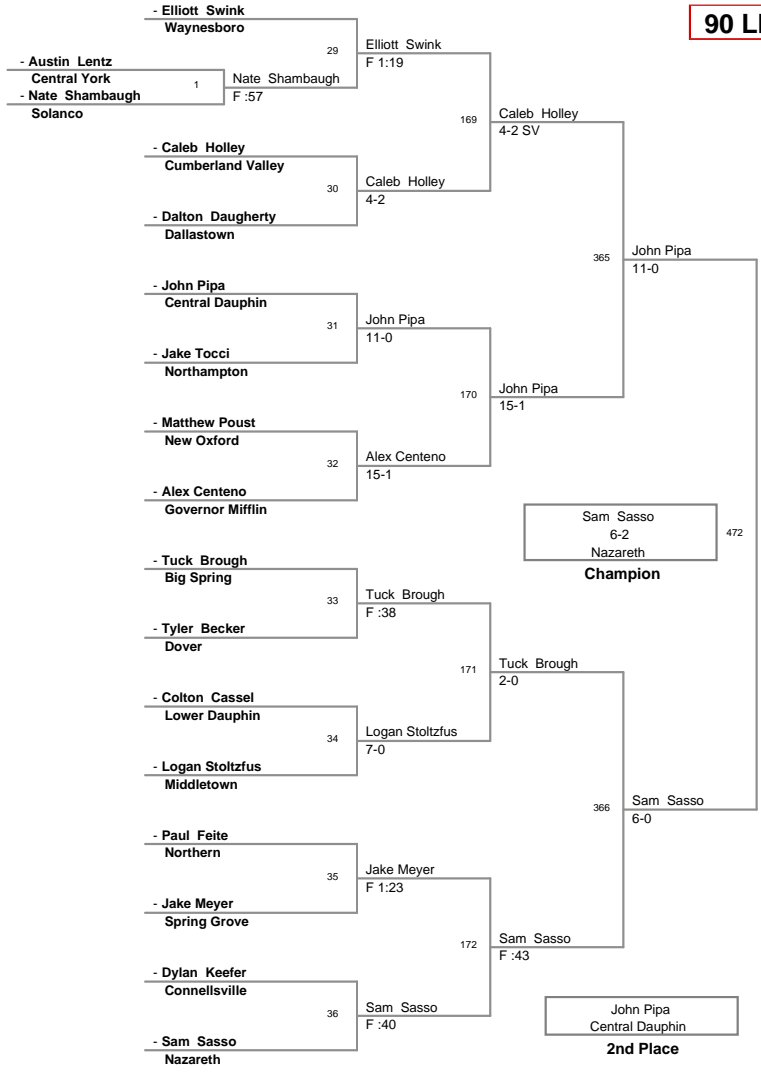 - Elliott Swink
Waynesboro
90 L
29
Elliott Swink
F 1:19
- Austin Lentz
Central York
1
Nate Shambaugh
F :57
- Nate Shambaugh
Solanco
169
Caleb Holley
4-2 SV
- Caleb Holley
Cumberland Valley
30
Caleb Holley
4-2
- Dalton Daugherty
Dallastown
365
John Pipa
11-0
- John Pipa
Central Dauphin
31
John Pipa
11-0
- Jake Tocci
Northampton
170
John Pipa
15-1
- Matthew Poust
New Oxford
32
Alex Centeno
15-1
- Alex Centeno
Governor Mifflin
Sam Sasso
6-2
Nazareth
472
Champion
- Tuck Brough
Big Spring
33
Tuck Brough
F :38
- Tyler Becker
Dover
171
Tuck Brough
2-0
- Colton Cassel
Lower Dauphin
34
Logan Stoltzfus
7-0
- Logan Stoltzfus
Middletown
366
Sam Sasso
6-0
- Paul Feite
Northern
35
Jake Meyer
F 1:23
- Jake Meyer
Spring Grove
172
Sam Sasso
F :43
- Dylan Keefer
Connellsville
36
Sam Sasso
F :40
- Sam Sasso
Nazareth
John Pipa
Central Dauphin
2nd Place